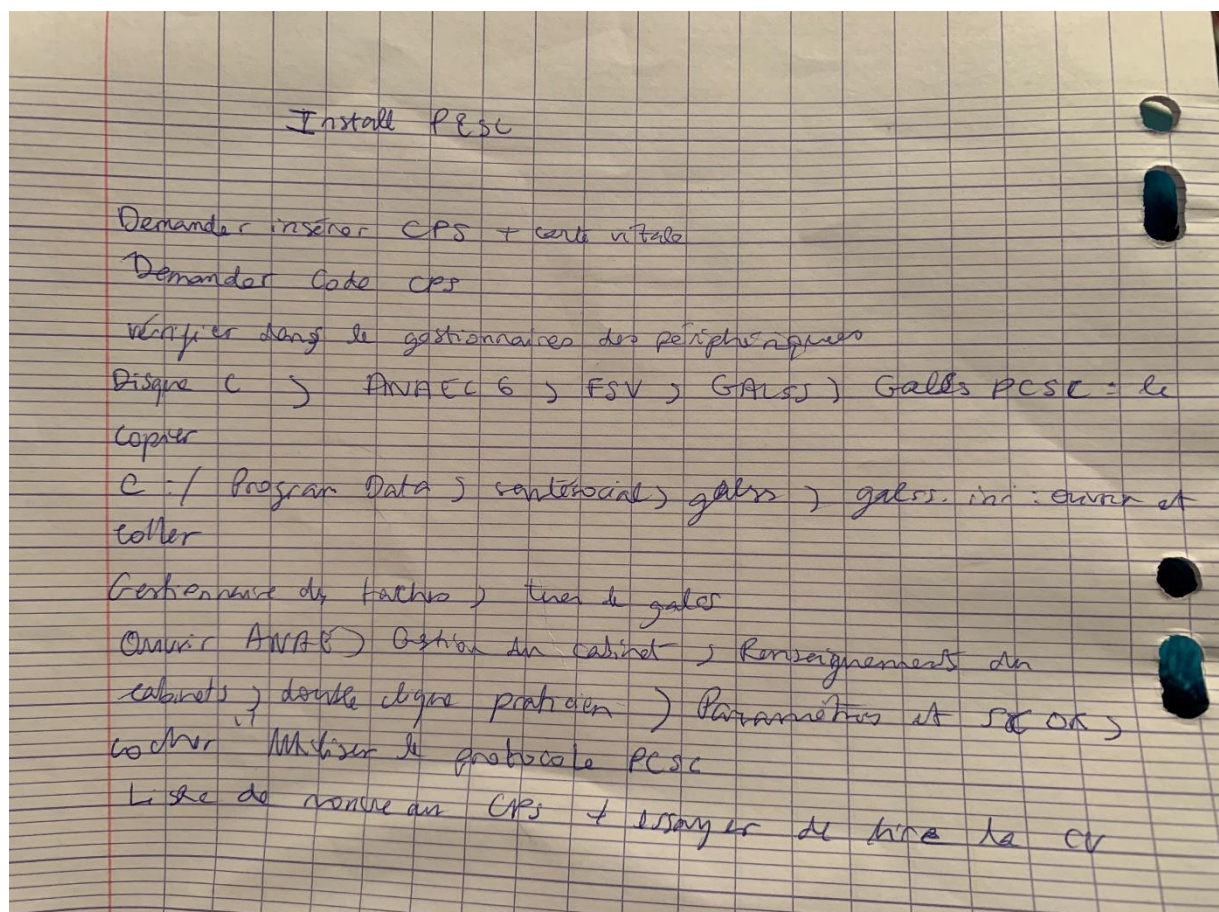 Install PCSC
Demander insérer CPS + carte vitale
Demander Code CPS
Vérifier dans le gestionnaires des périphériques
Disque C > ANAEC 6 > FSV > GALSS > Galss PCSC : le
copier
C :/ Program Data > santesocial > galss > galss.ini : ouvrir et
coller
Gestionnaire des taches > tuer le galss
Ouvrir ANAE > Gestion du cabinet > Renseignements du
cabinets > double clique praticien > Paramètres et OK >
cocher "Utiliser le protocole PCSC
Lire de nouveau CPS + essayer de lire la CV